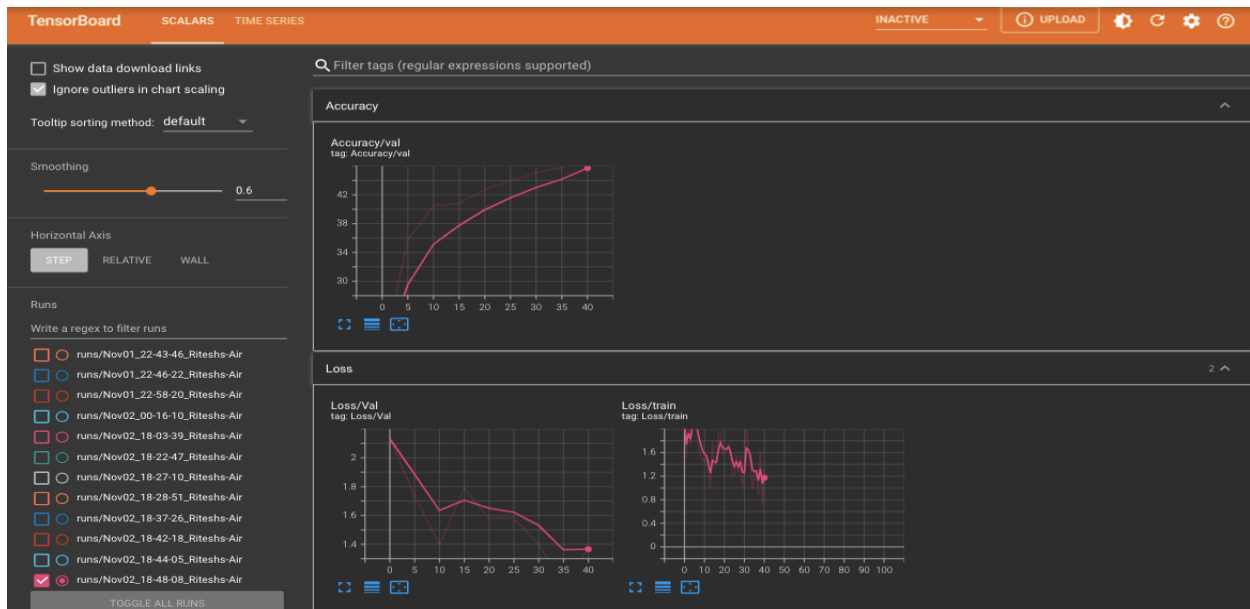 TensorBoard SCALARS TIME SERIES INACTIVE UPLOAD
Show data download links
Ignore outliers in chart scaling
Tooltip sorting method: default
Smoothing
0.6
Horizontal Axis
STEP RELATIVE WALL
Runs
Write a regex to filter runs
runs/Nov01_22-43-46_Riteshs-Air
runs/Nov01_22-46-22_Riteshs-Air
runs/Nov01_22-58-20_Riteshs-Air
runs/Nov02_00-16-10_Riteshs-Air
runs/Nov02_18-03-39_Riteshs-Air
runs/Nov02_18-22-47_Riteshs-Air
runs/Nov02_18-27-10_Riteshs-Air
runs/Nov02_18-28-51_Riteshs-Air
runs/Nov02_18-37-26_Riteshs-Air
runs/Nov02_18-42-18_Riteshs-Air
runs/Nov02_18-44-05_Riteshs-Air
runs/Nov02_18-48-08_Riteshs-Air
TOGGLE ALL RUNS
Filter tags (regular expressions supported)
Accuracy
Accuracy/val
tag: Accuracy/val
42
38
34
30
0 5 10 15 20 25 30 35 40
Loss 2
Loss/Val
tag: Loss/Val
2
1.8
1.6
1.4
0 5 10 15 20 25 30 35 40
Loss/train
tag: Loss/train
1.6
1.2
0.8
0.4
0
0 10 20 30 40 50 60 70 80 90 100